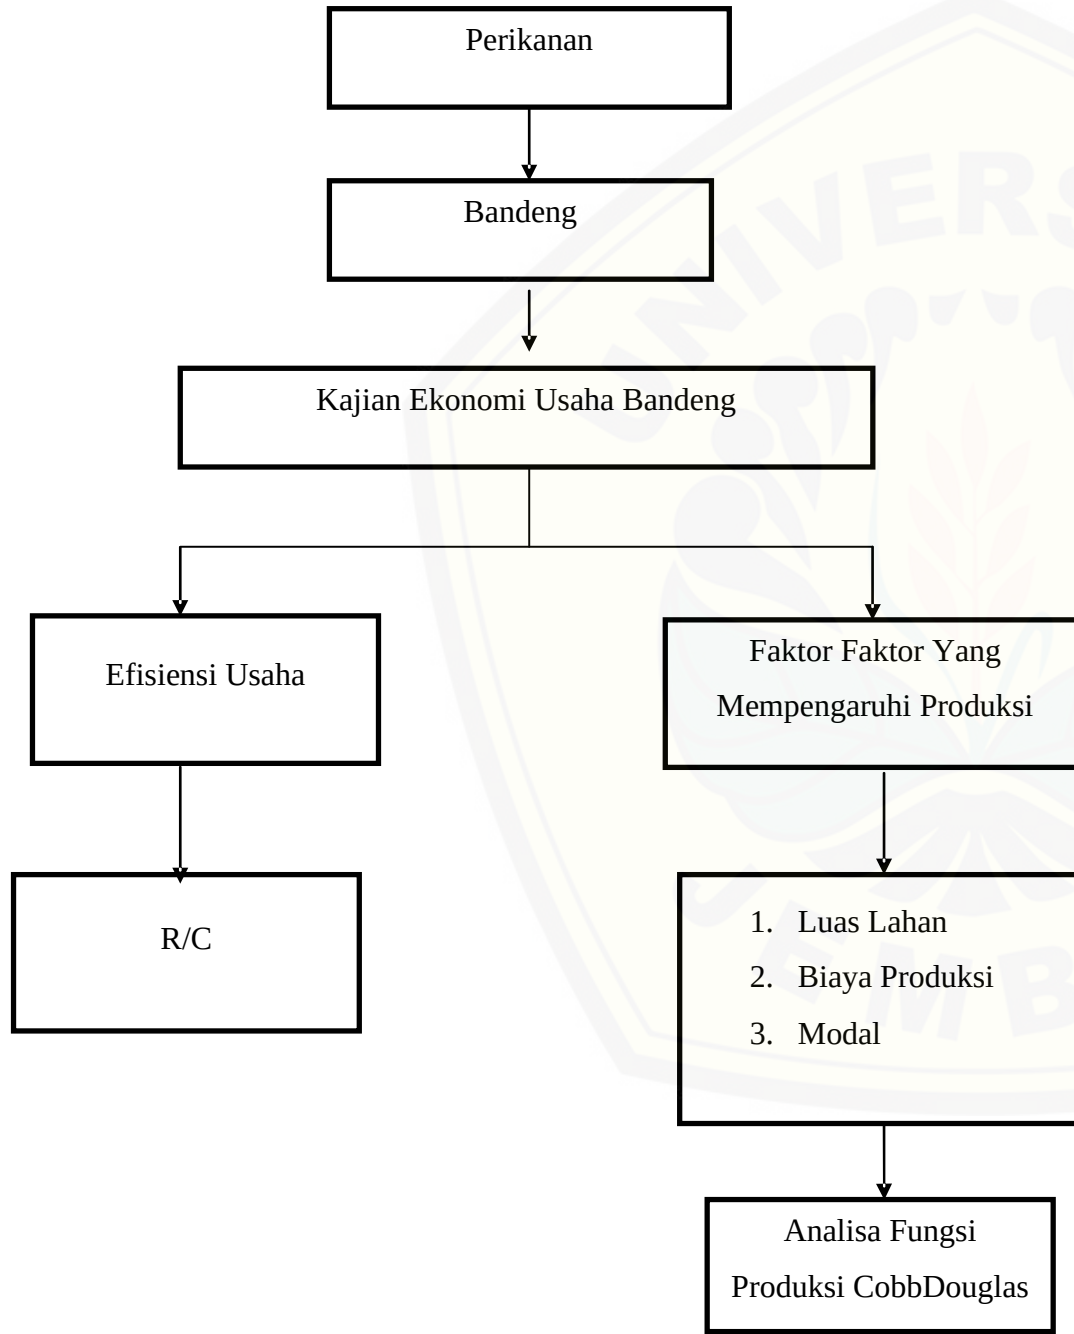 Perikanan
Bandeng
Kajian Ekonomi Usaha Bandeng
Efisiensi Usaha
Faktor Faktor Yang
Mempengaruhi Produksi
R/C
1. Luas Lahan
2. Biaya Produksi
3. Modal
Analisa Fungsi
Produksi CobbDouglas